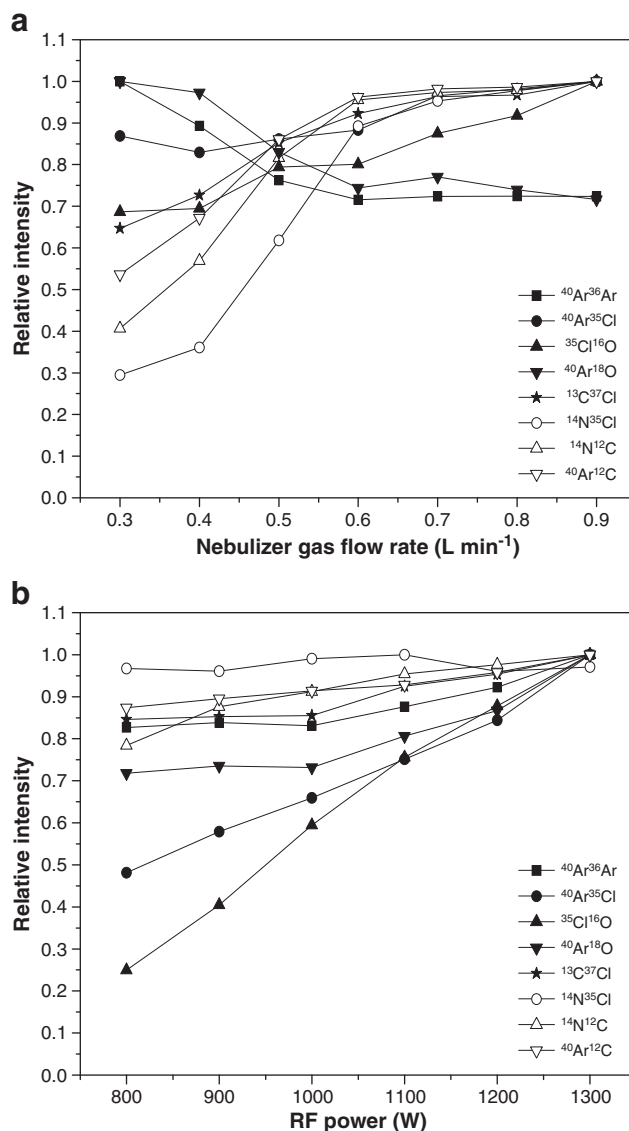 a
1.1
1.0
0.9
0.8
0.7
0.6
0.5
0.4
0.3
0.2
0.1
0.0
Relative intensity
⁴⁰Ar³⁶Ar
⁴⁰Ar³⁵Cl
³⁵Cl¹⁶O
⁴⁰Ar¹⁸O
¹³C³⁷Cl
¹⁴N³⁵Cl
¹⁴N¹²C
⁴⁰Ar¹²C
0.3 0.4 0.5 0.6 0.7 0.8 0.9
Nebulizer gas flow rate (L min⁻¹)
b
1.1
1.0
0.9
0.8
0.7
0.6
0.5
0.4
0.3
0.2
0.1
0.0
Relative intensity
⁴⁰Ar³⁶Ar
⁴⁰Ar³⁵Cl
³⁵Cl¹⁶O
⁴⁰Ar¹⁸O
¹³C³⁷Cl
¹⁴N³⁵Cl
¹⁴N¹²C
⁴⁰Ar¹²C
800 900 1000 1100 1200 1300
RF power (W)